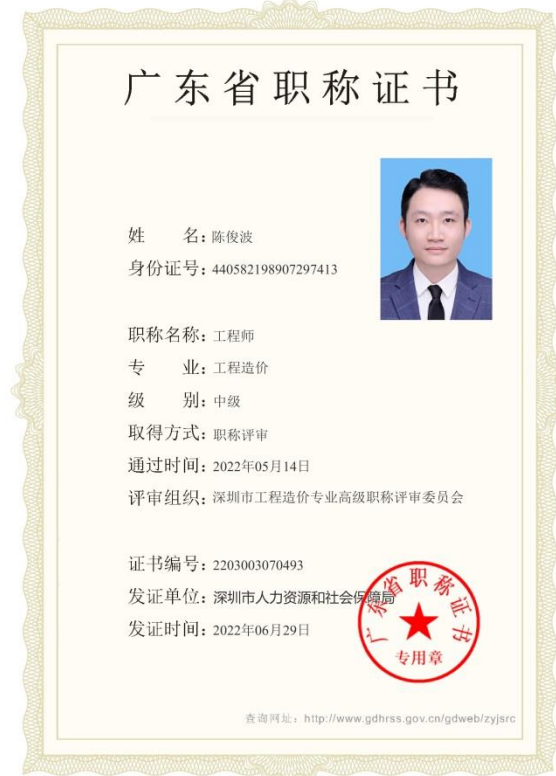 广东省职称证书
姓 名：陈俊波
身份证号：440582198907297413
职称名称：工程师
专 业：工程造价
级 别：中级
取得方式：职称评审
通过时间：2022年05月14日
评审组织：深圳市工程造价专业高级职称评审委员会
证书编号：2203003070493
发证单位：深圳市人力资源和社会保障局
发证时间：2022年06月29日
广东省职称证书
专用章
查询网址：http://www.gdhrss.gov.cn/gdweb/zyjsrc